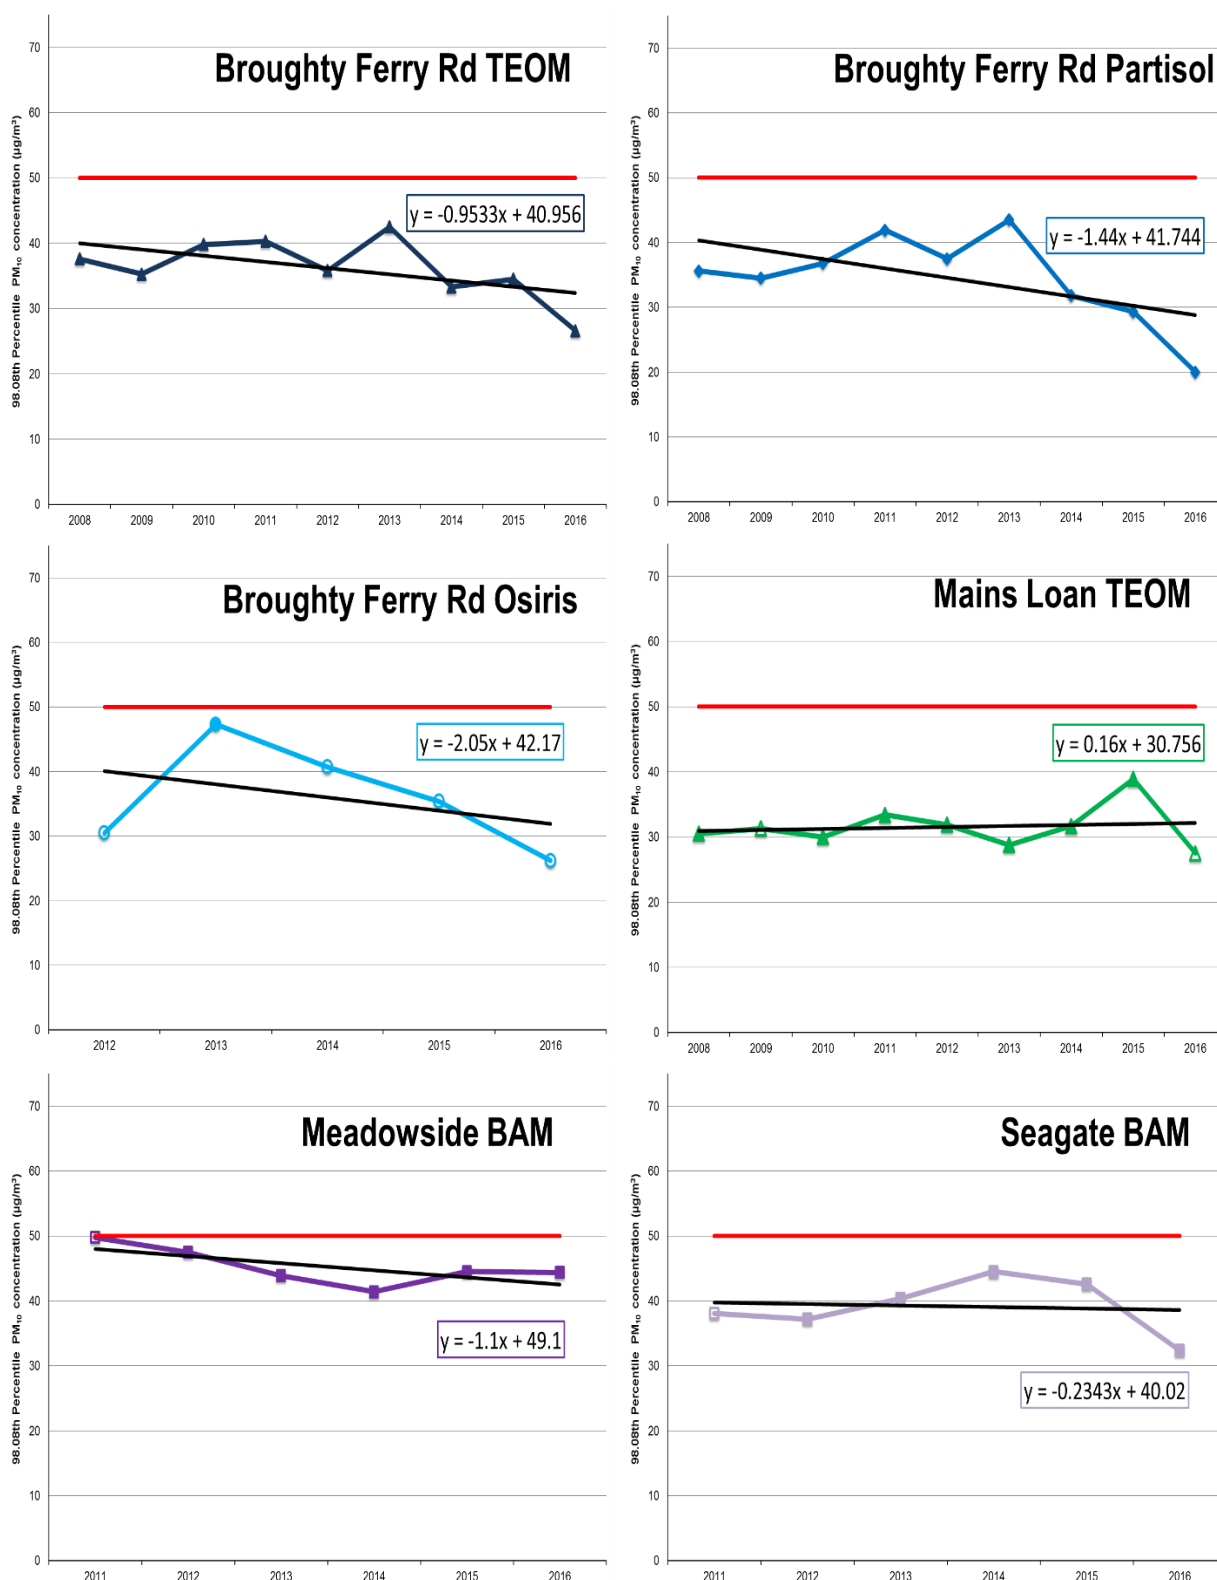 Broughty Ferry Rd TEOM
98.08th Percentile PM₁₀ concentration (µg/m³)
70
60
50
40
30
20
10
0
y = -0.9533x + 40.956
2008 2009 2010 2011 2012 2013 2014 2015 2016
Broughty Ferry Rd Partisol
98.08th Percentile PM₁₀ concentration (µg/m³)
70
60
50
40
30
20
10
0
y = -1.44x + 41.744
2008 2009 2010 2011 2012 2013 2014 2015 2016
Broughty Ferry Rd Osiris
98.08th Percentile PM₁₀ concentration (µg/m³)
70
60
50
40
30
20
10
0
y = -2.05x + 42.17
2012 2013 2014 2015 2016
Mains Loan TEOM
98.08th Percentile PM₁₀ concentration (µg/m³)
70
60
50
40
30
20
10
0
y = 0.16x + 30.756
2008 2009 2010 2011 2012 2013 2014 2015 2016
Meadowside BAM
98.08th Percentile PM₁₀ concentration (µg/m³)
70
60
50
40
30
20
10
0
y = -1.1x + 49.1
2011 2012 2013 2014 2015 2016
Seagate BAM
98.08th Percentile PM₁₀ concentration (µg/m³)
70
60
50
40
30
20
10
0
y = -0.2343x + 40.02
2011 2012 2013 2014 2015 2016